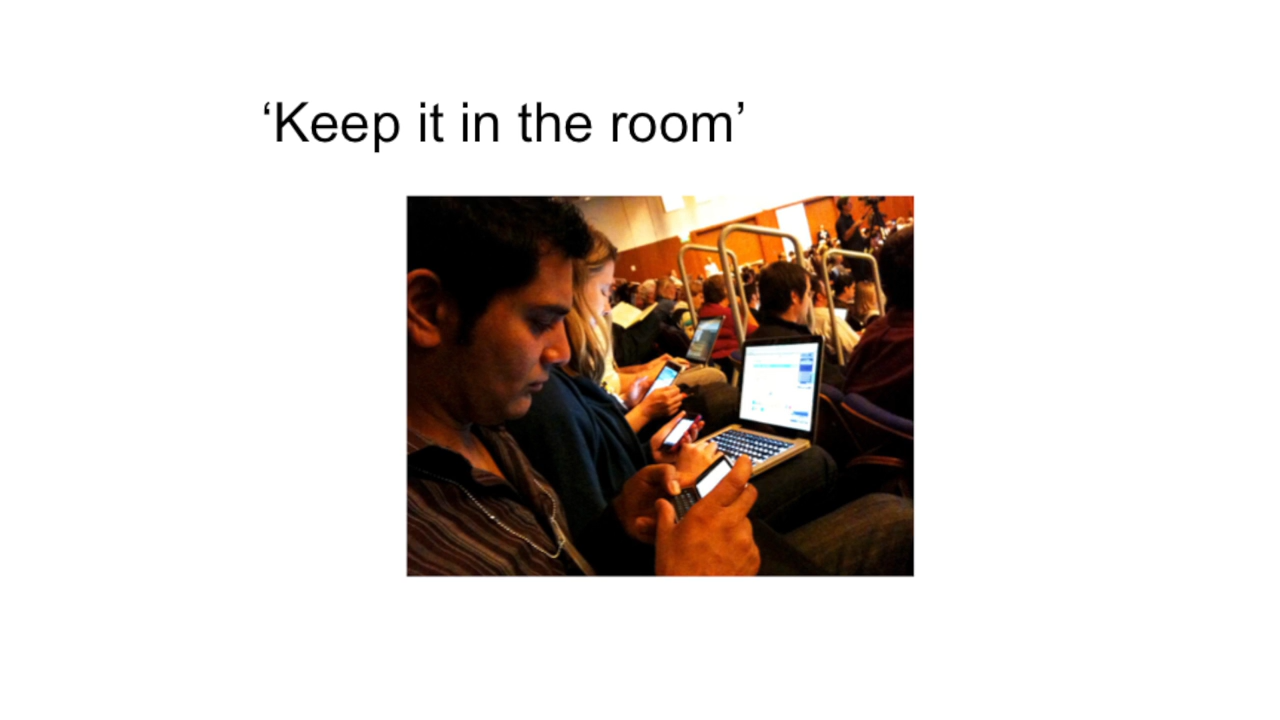 ‘Keep it in the room’